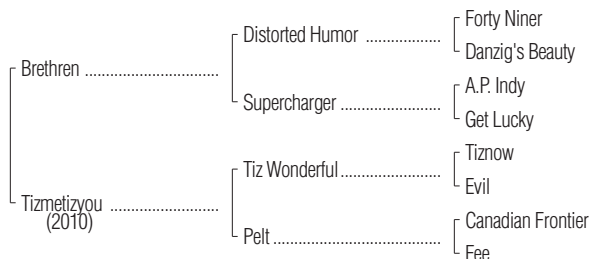 Forty Niner
Distorted Humor ..................
Danzig's Beauty
Brethren ................................
A.P. Indy
Supercharger ........................
Get Lucky
Tiznow
Tiz Wonderful........................
Evil
Tizmetizyou ..........................
(2010)
Canadian Frontier
Pelt ........................................
Fee